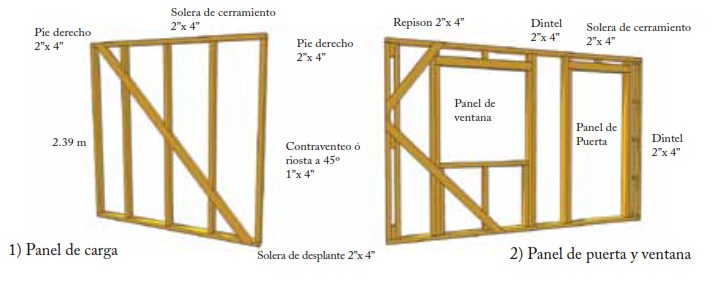 Solera de cerramiento
2”x 4”
Pie derecho
2”x 4”
Pie derecho
2”x 4”
2.39 m
Contraventeo ó
riosta a 45º
1”x 4”
Solera de desplante 2”x 4”
1) Panel de carga
Repison 2”x 4”
Dintel
2”x 4”
Solera de cerramiento
2”x 4”
Panel de
ventana
Panel de
Puerta
Dintel
2”x 4”
2) Panel de puerta y ventana